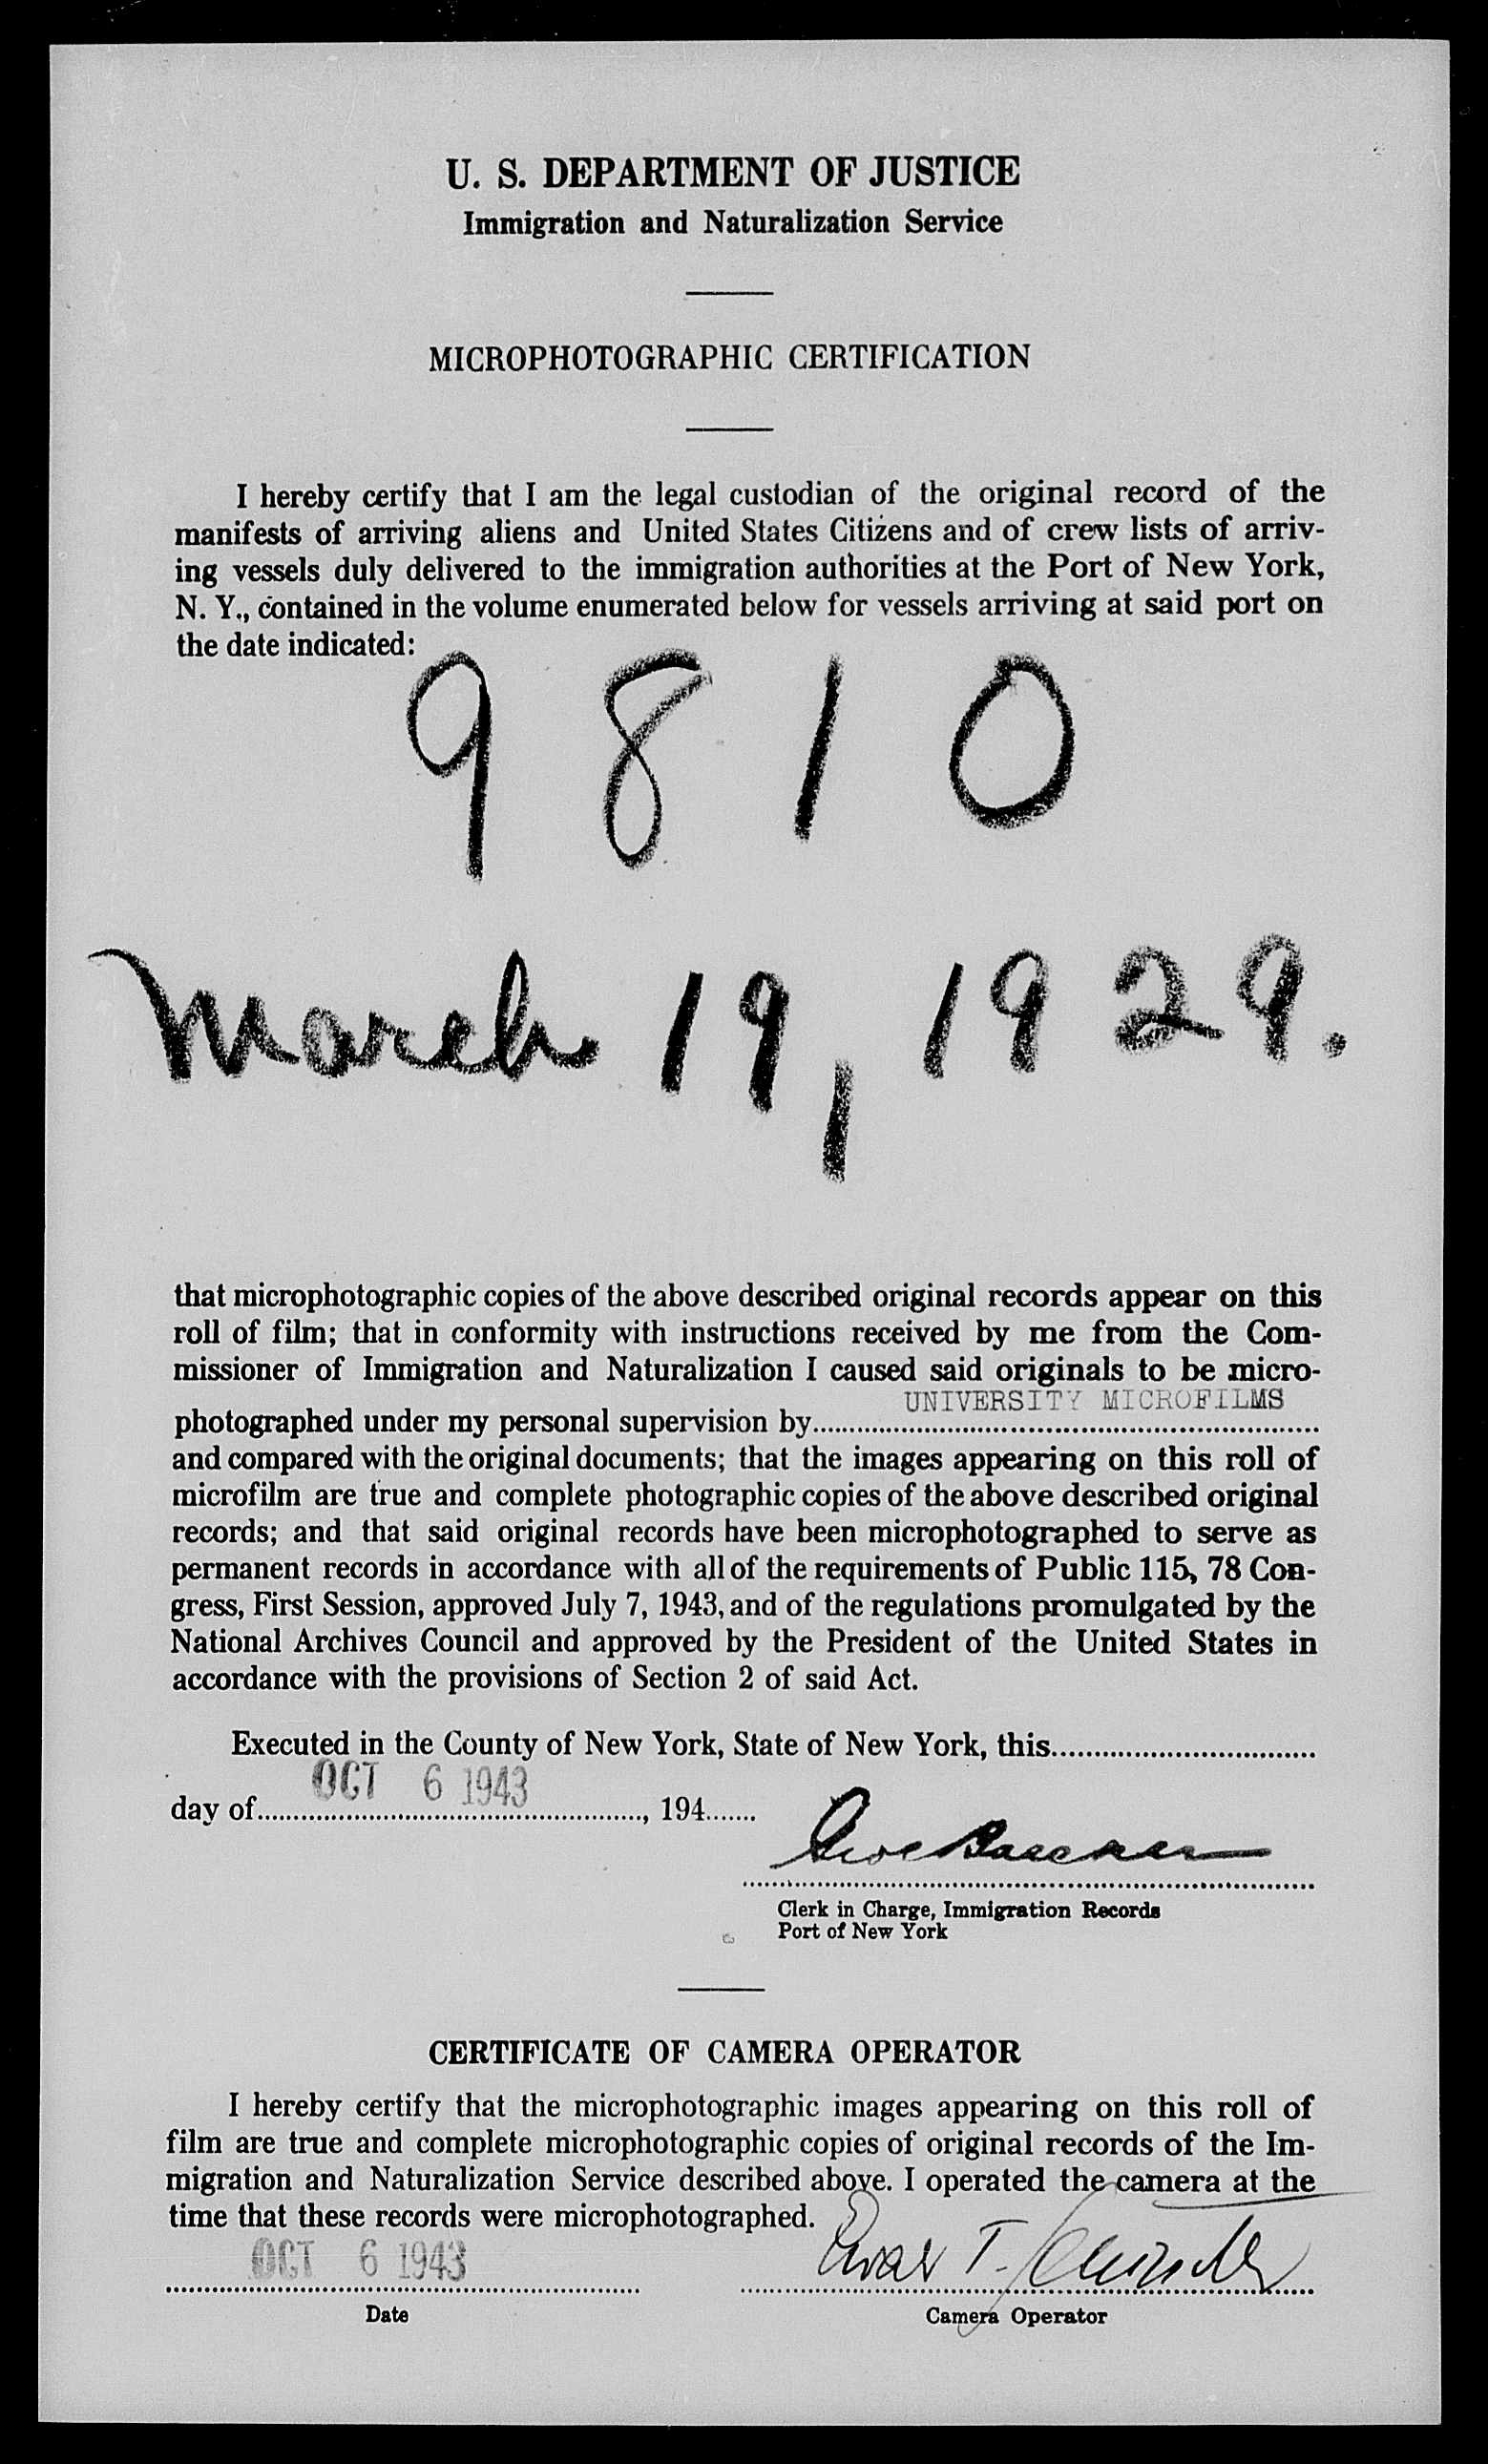 U. S. DEPARTMENT OF JUSTICE
Immigration and Naturalization Service
MICROPHOTOGRAPHIC CERTIFICATION
I hereby certify that I am the legal custodian of the original record of the
manifests of arriving aliens and United States Citizens and of crew lists of arriv-
ing vessels duly delivered to the immigration authorities at the Port of New York,
N. Y., contained in the volume enumerated below for vessels arriving at said port on
the date indicated:
9810
March 19, 1929.
that microphotographic copies of the above described original records appear on this
roll of film; that in conformity with instructions received by me from the Com-
missioner of Immigration and Naturalization I caused said originals to be micro-
UNIVERSITY MICROFILMS
photographed under my personal supervision by
and compared with the original documents; that the images appearing on this roll of
microfilm are true and complete photographic copies of the above described original
records; and that said original records have been microphotographed to serve as
permanent records in accordance with all of the requirements of Public 115, 78 Con-
gress, First Session, approved July 7, 1943, and of the regulations promulgated by the
National Archives Council and approved by the President of the United States in
accordance with the provisions of Section 2 of said Act.
Executed in the County of New York, State of New York, this
OCT 6 1943
day of, 194
Clerk in Charge, Immigration Records
Port of New York
CERTIFICATE OF CAMERA OPERATOR
I hereby certify that the microphotographic images appearing on this roll of
film are true and complete microphotographic copies of original records of the Im-
migration and Naturalization Service described above. I operated the camera at the
time that these records were microphotographed.
OCT 6 1943
Date
Camera Operator